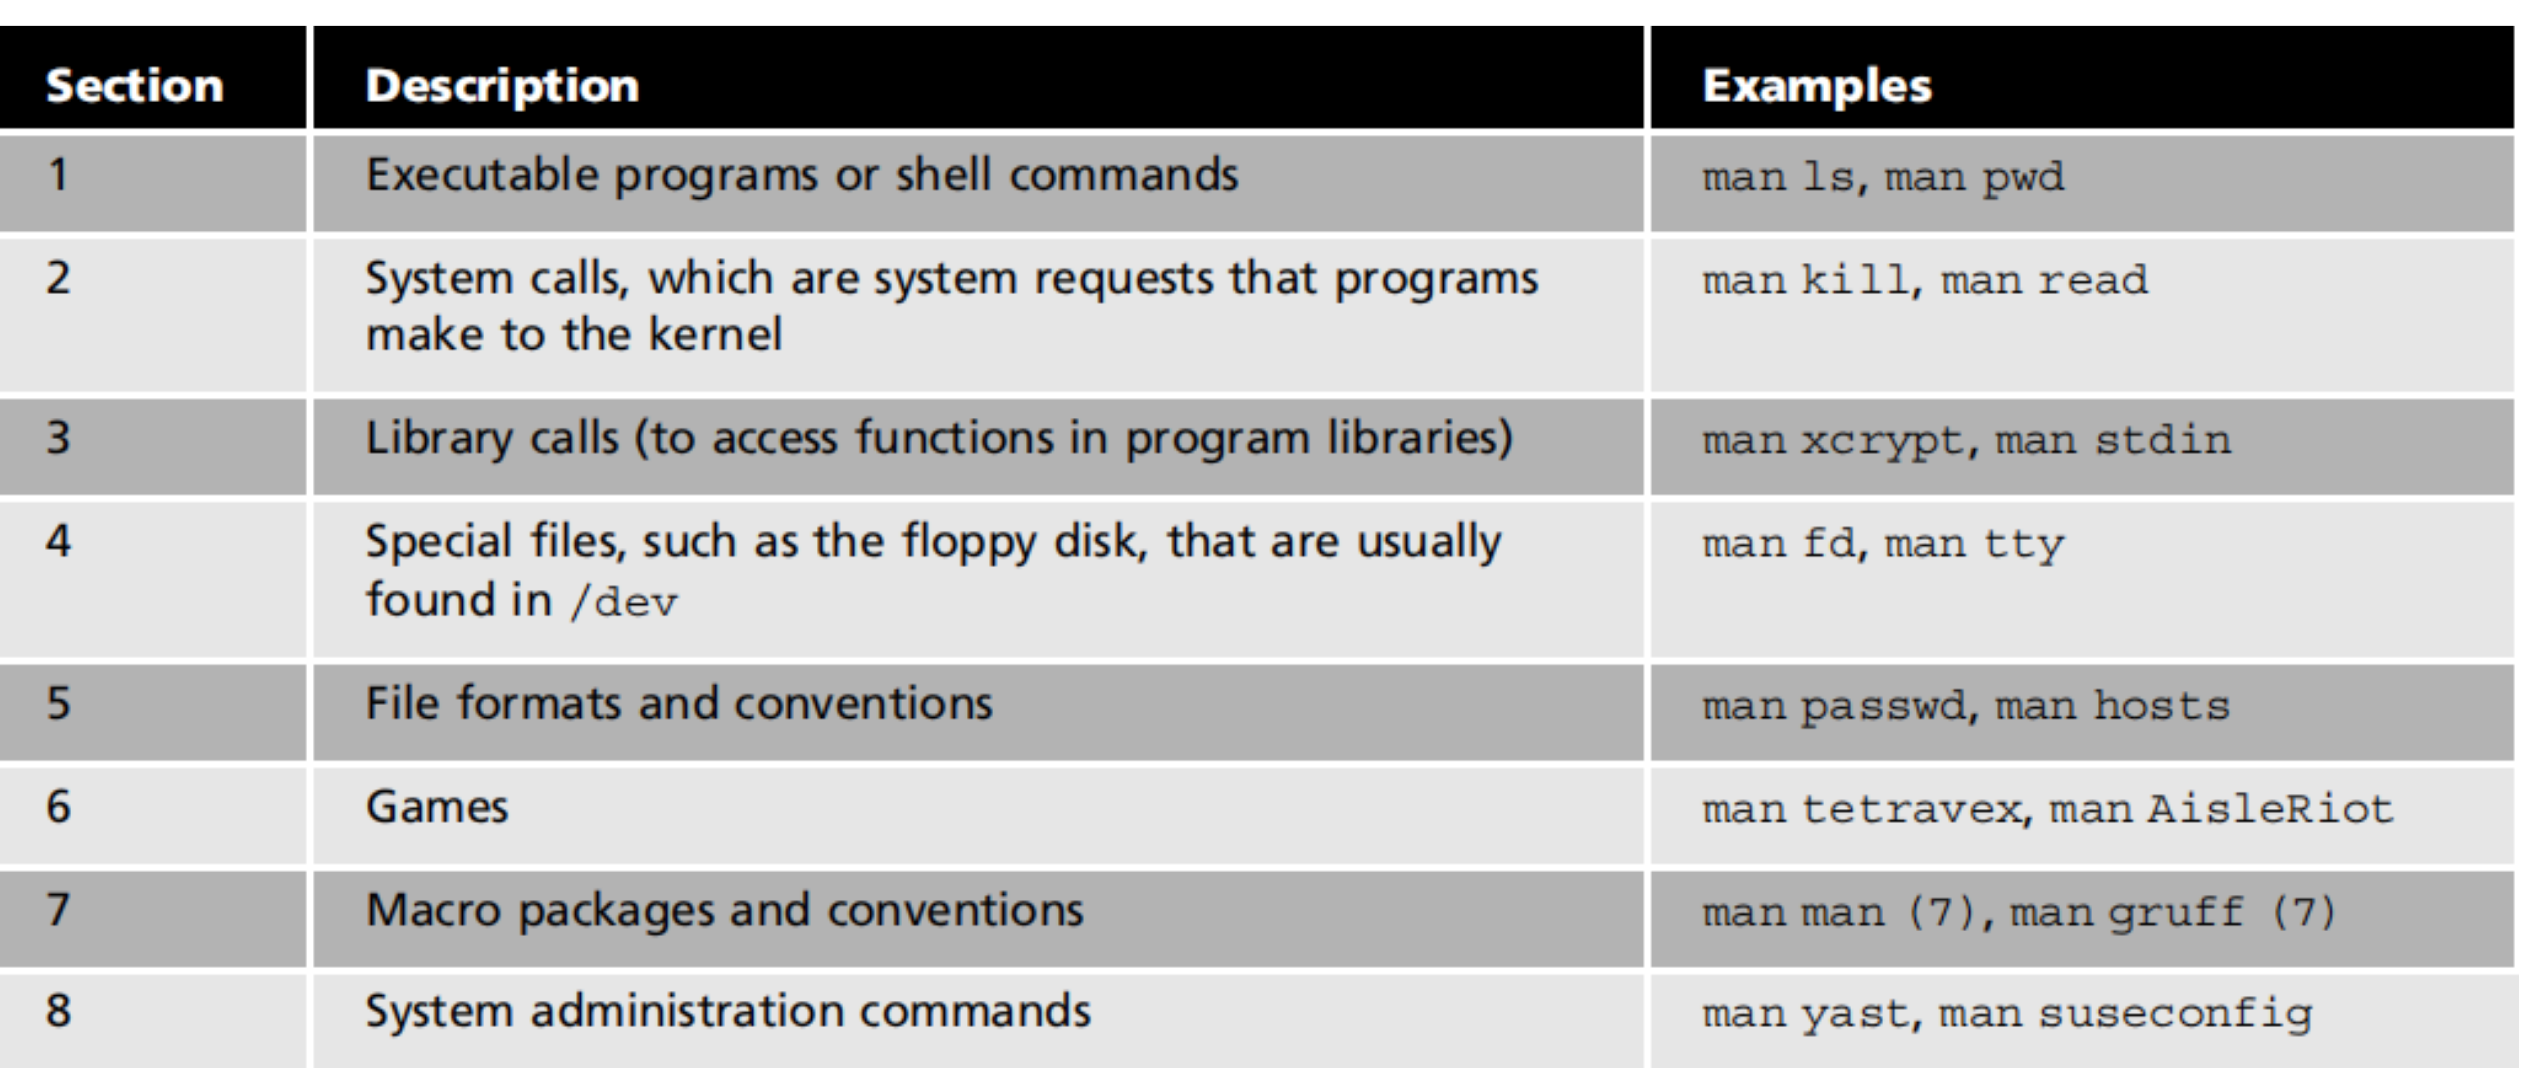 Section Description Examples
1 Executable programs or shell commands man ls, man pwd
2 System calls, which are system requests that programs man kill, man read
make to the kernel
3 Library calls (to access functions in program libraries) man xcrypt, man stdin
4 Special files, such as the floppy disk, that are usually man fd, man tty
found in /dev
5 File formats and conventions man passwd, man hosts
6 Games man tetravex, man AisleRiot
7 Macro packages and conventions man man (7), man gruff (7)
8 System administration commands man yast, man suseconfig